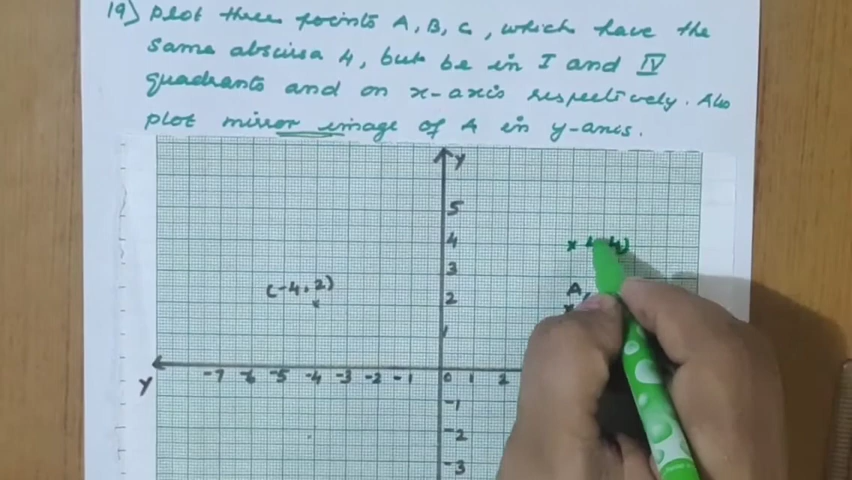 19) Plot three points A, B, C, which have the
same abscissa 4, but be in I and IV
quadrants and on x-axis respectively. Also
plot mirror image of A in y-axis.
Y
5
4
4)
3
(-4, 2)
A
2
1
Y
-7 -6 -5 -4 -3 -2 -1 0 1 2
-1
-2
-3